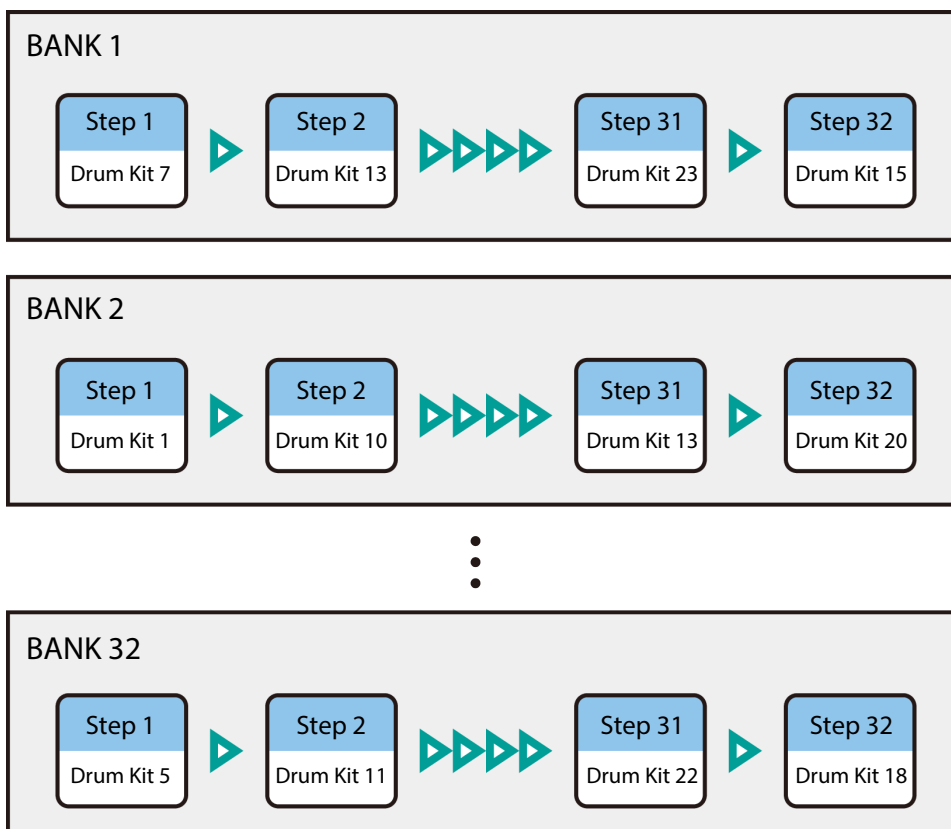 BANK 1
Step 1
Drum Kit 7
Step 2
Drum Kit 13
Step 31
Drum Kit 23
Step 32
Drum Kit 15
BANK 2
Step 1
Drum Kit 1
Step 2
Drum Kit 10
Step 31
Drum Kit 13
Step 32
Drum Kit 20
BANK 32
Step 1
Drum Kit 5
Step 2
Drum Kit 11
Step 31
Drum Kit 22
Step 32
Drum Kit 18